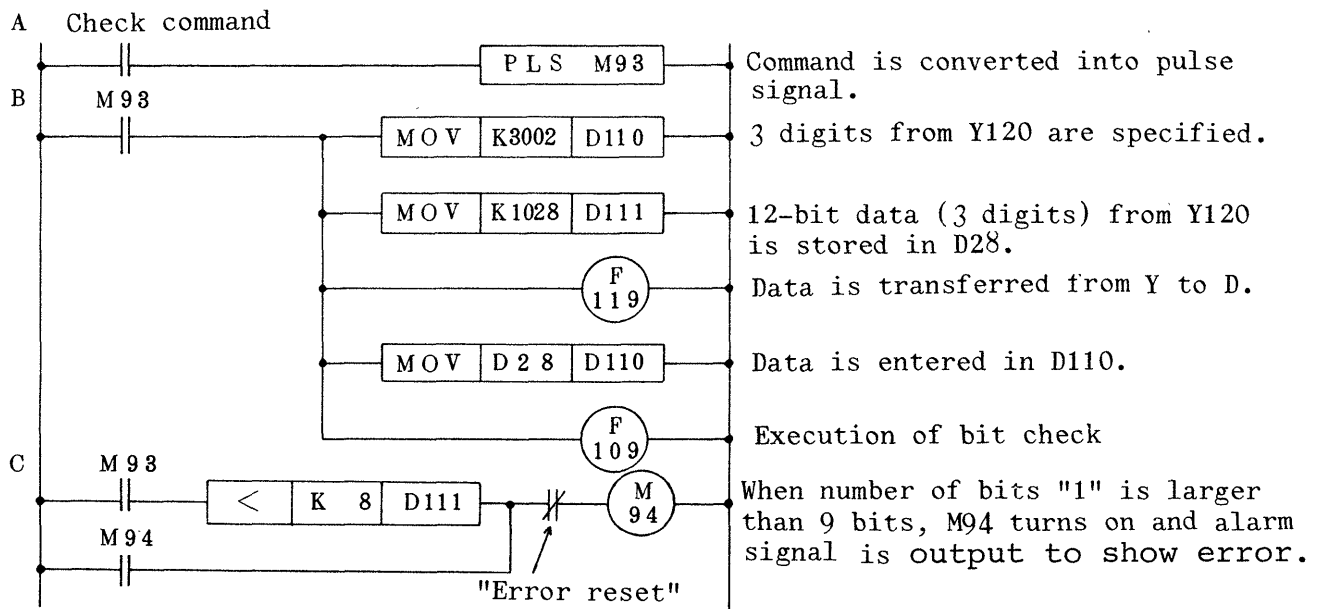 A Check command
PLS M93
Command is converted into pulse
signal.
B M93
MOV K3002 D110
3 digits from Y120 are specified.
MOV K1028 D111
12-bit data (3 digits) from Y120
is stored in D28.
F
119
Data is transferred from Y to D.
MOV D28 D110
Data is entered in D110.
F
109
Execution of bit check
C M93
< K 8 D111
M
94
When number of bits "1" is larger
than 9 bits, M94 turns on and alarm
signal is output to show error.
M94
"Error reset"